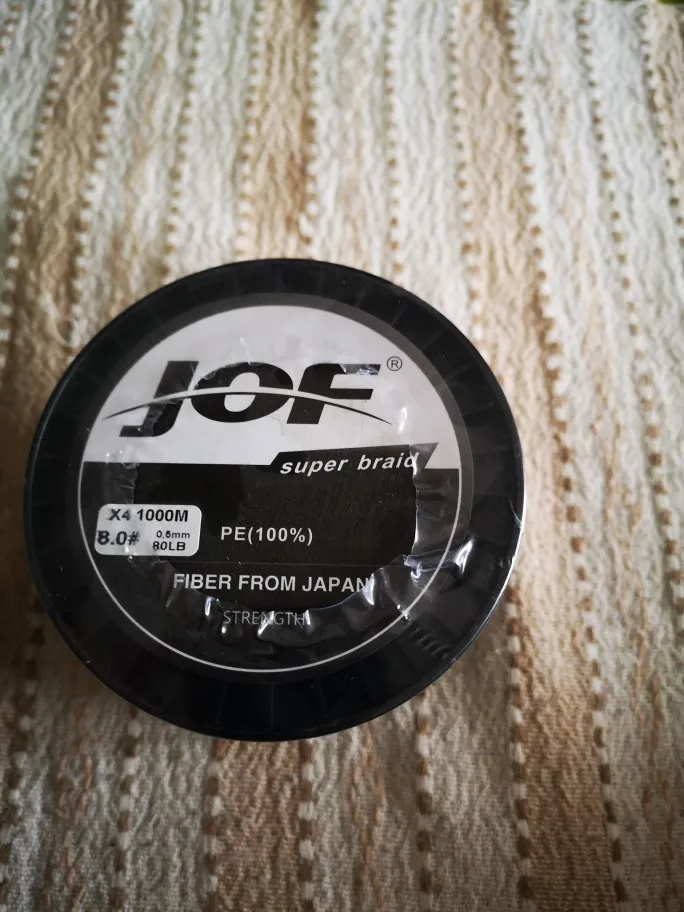 JOF®
super braid
X4 1000M
8.0# 0.5mm
80LB
PE(100%)
FIBER FROM JAPAN
STRENGTH